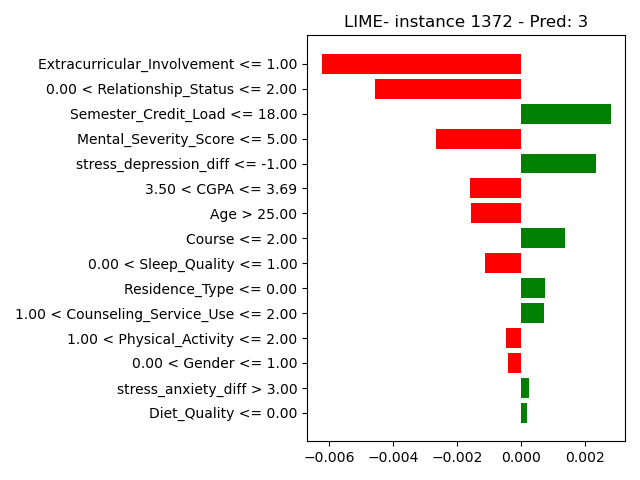 LIME- instance 1372 - Pred: 3
Extracurricular_Involvement <= 1.00
0.00 < Relationship_Status <= 2.00
Semester_Credit_Load <= 18.00
Mental_Severity_Score <= 5.00
stress_depression_diff <= -1.00
3.50 < CGPA <= 3.69
Age > 25.00
Course <= 2.00
0.00 < Sleep_Quality <= 1.00
Residence_Type <= 0.00
1.00 < Counseling_Service_Use <= 2.00
1.00 < Physical_Activity <= 2.00
0.00 < Gender <= 1.00
stress_anxiety_diff > 3.00
Diet_Quality <= 0.00
−0.006 −0.004 −0.002 0.000 0.002